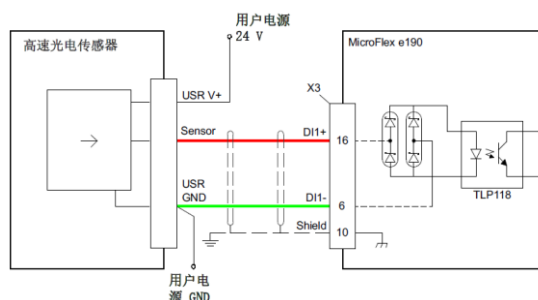 用户电源
24 V
高速光电传感器
MicroFlex e190
USR V+
X3
Sensor
DI1+
16
USR
GND
DI1-
6
TLP118
Shield
10
用户电
源 GND